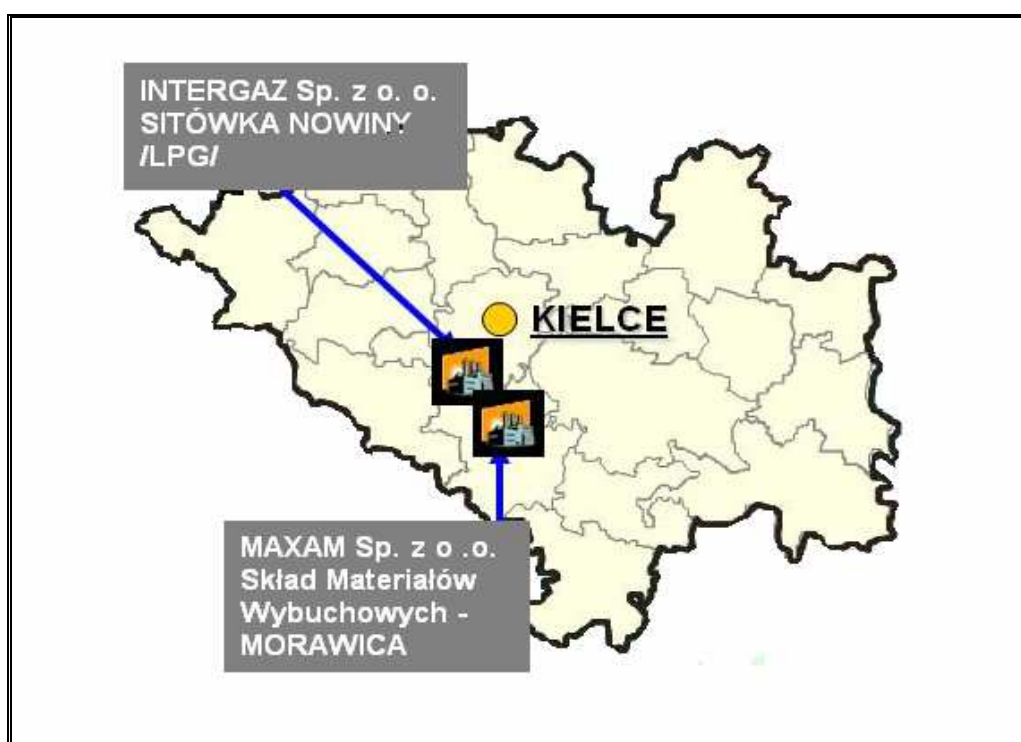 INTERGAZ Sp. z o. o.
SITÓWKA NOWINY
/LPG/
KIELCE
MAXAM Sp. z o .o.
Skład Materiałów
Wybuchowych -
MORAWICA